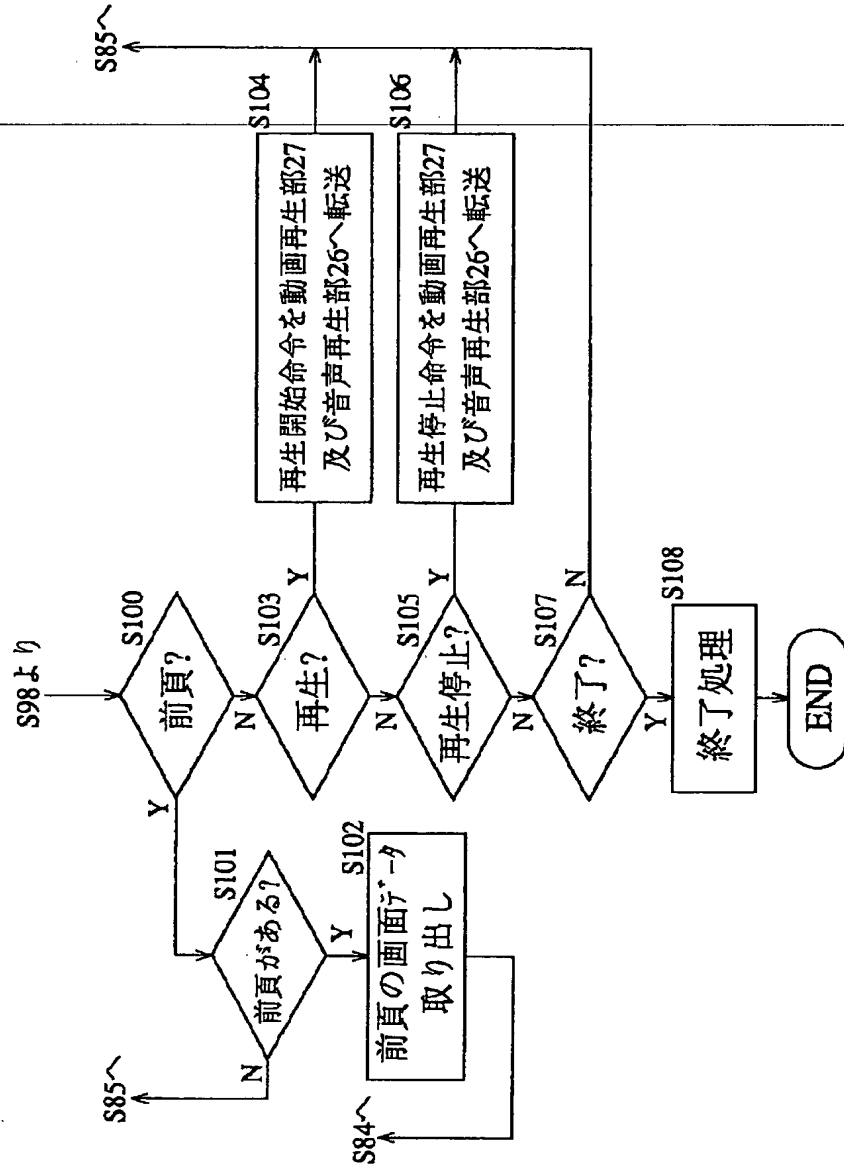 S98より
S100
前頁?
Y
N
S101
前頁がある?
N
S85へ
Y
S102
前頁の画面データ
取り出し
S84へ
S103
再生?
Y
N
S104
再生開始命令を動画再生部27
及び音声再生部26へ転送
S85へ
S105
再生停止?
Y
N
S106
再生停止命令を動画再生部27
及び音声再生部26へ転送
S107
終了?
N
Y
S108
終了処理
END